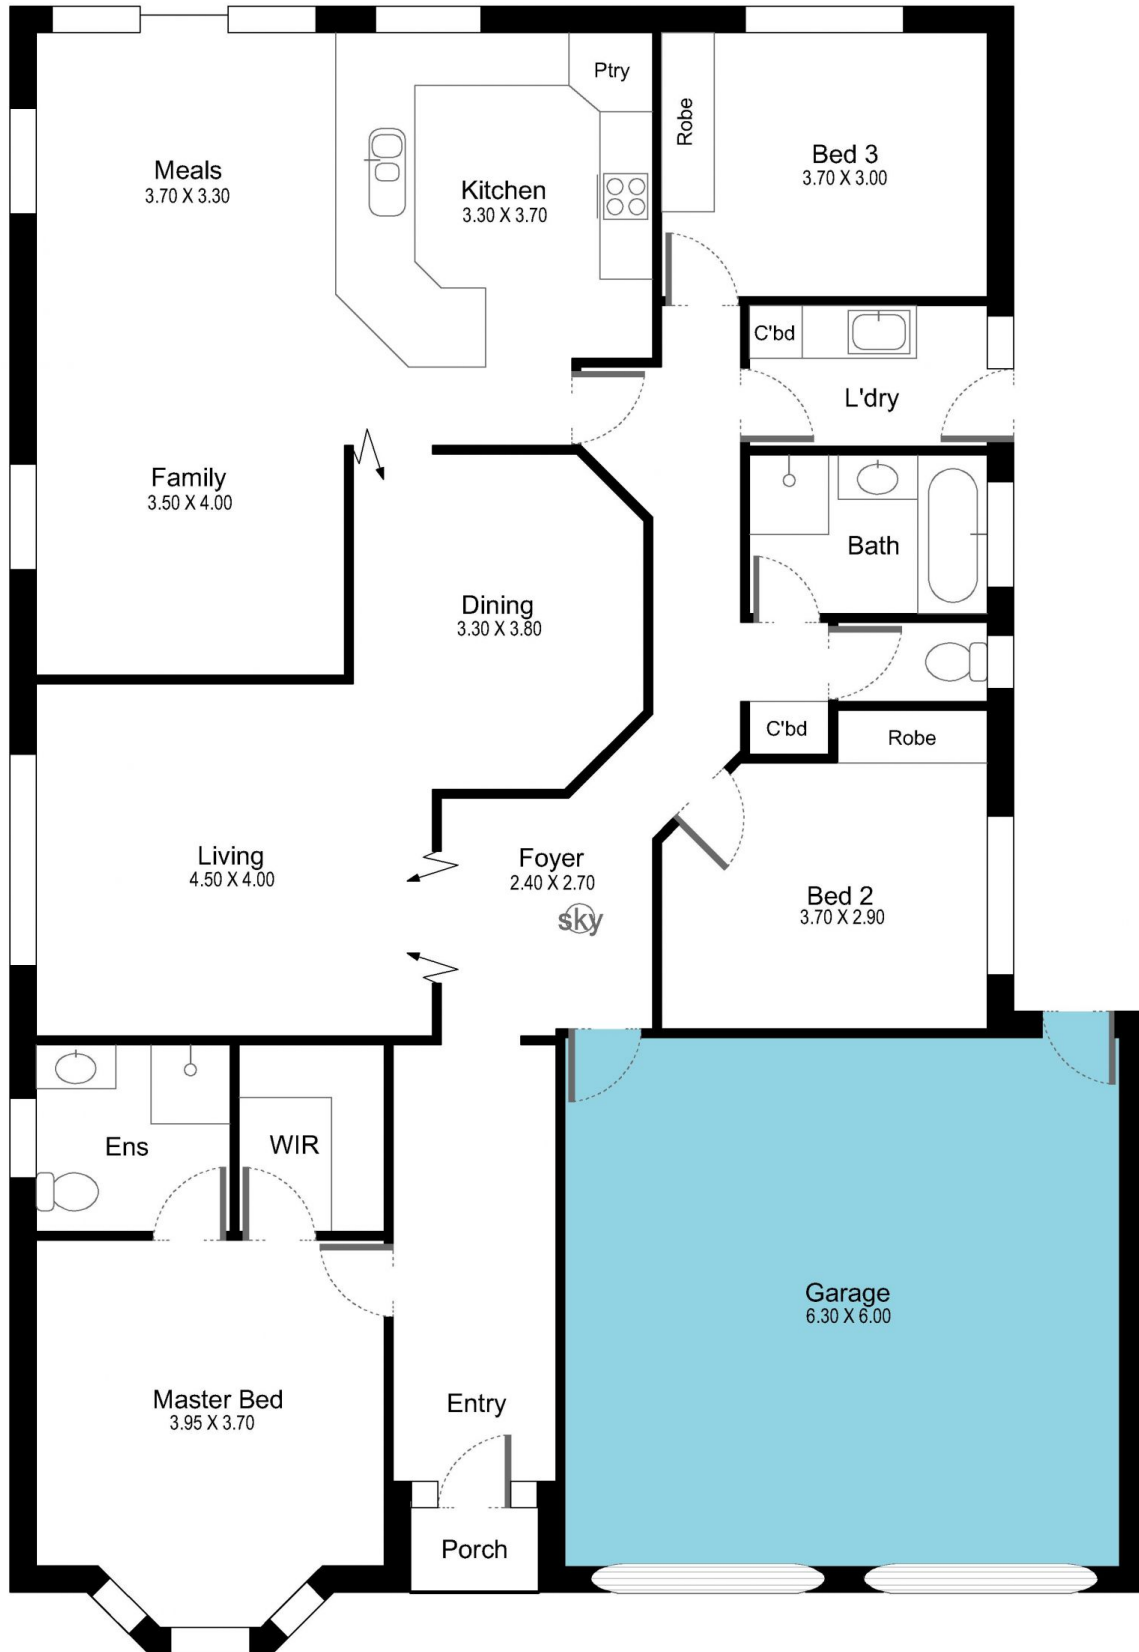 Ptry
Robe
Bed 3
3.70 X 3.00
Meals
3.70 X 3.30
Kitchen
3.30 X 3.70
C'bd
L'dry
Family
3.50 X 4.00
Bath
Dining
3.30 X 3.80
C'bd
Robe
Living
4.50 X 4.00
Foyer
2.40 X 2.70
sky
Bed 2
3.70 X 2.90
Ens
WIR
Garage
6.30 X 6.00
Master Bed
3.95 X 3.70
Entry
Porch